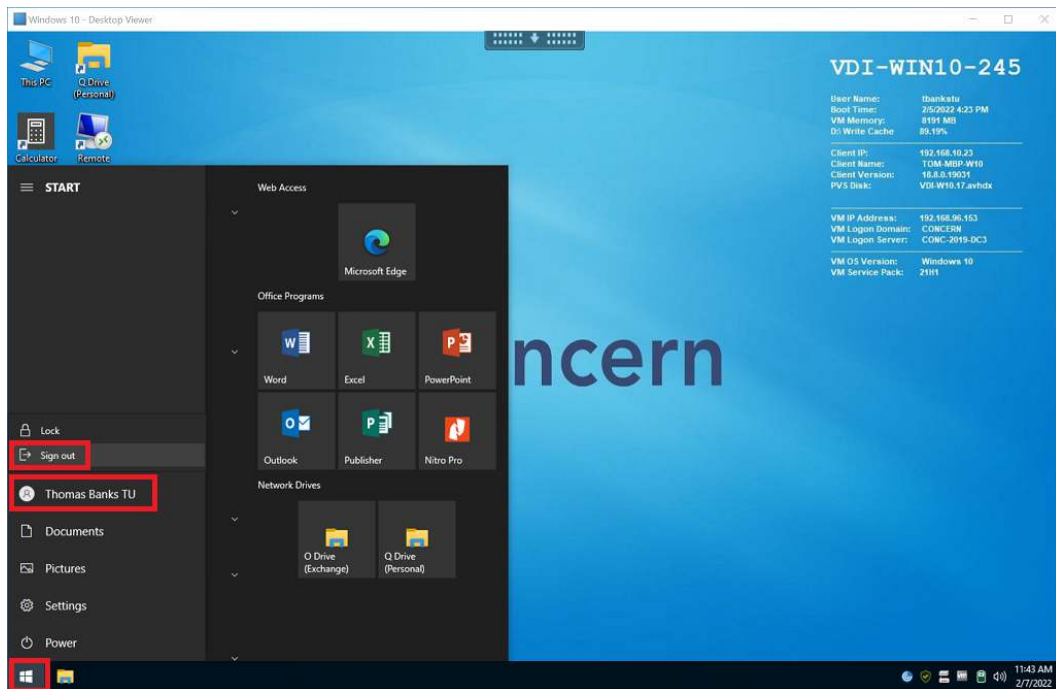 Windows 10 - Desktop Viewer
This PC
Q Drive
(Personal)
Calculator
Remote
VDI-WIN10-245
User Name: tbankstu
Boot Time: 2/5/2022 4:23 PM
VM Memory: 8191 MB
D:\ Write Cache 89.19%
Client IP: 192.168.10.23
Client Name: TOM-MBP-W10
Client Version: 18.8.0.19031
PVS Disk: VDI-W10.17.avhdx
VM IP Address: 192.168.96.153
VM Logon Domain: CONCERN
VM Logon Server: CONC-2019-DC3
VM OS Version: Windows 10
VM Service Pack: 21H1
ncern
START
Lock
Sign out
Thomas Banks TU
Documents
Pictures
Settings
Power
Web Access
Microsoft Edge
Office Programs
W
X
P
Word
Excel
PowerPoint
O
P
Outlook
Publisher
Nitro Pro
Network Drives
O Drive
(Exchange)
Q Drive
(Personal)
11:43 AM
2/7/2022